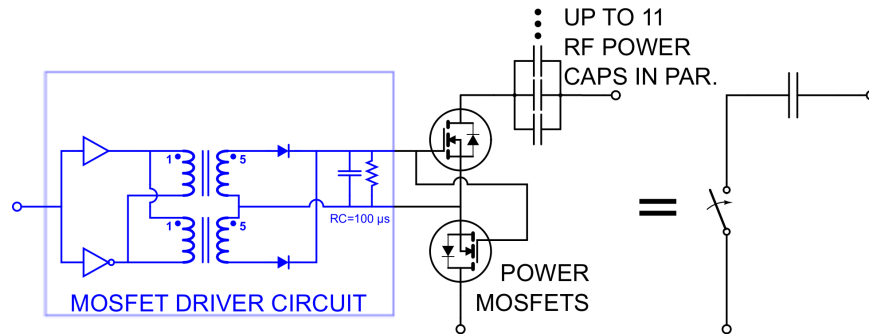 UP TO 11
RF POWER
CAPS IN PAR.
1 5
1 5
RC=100 µs
=
POWER
MOSFETS
MOSFET DRIVER CIRCUIT